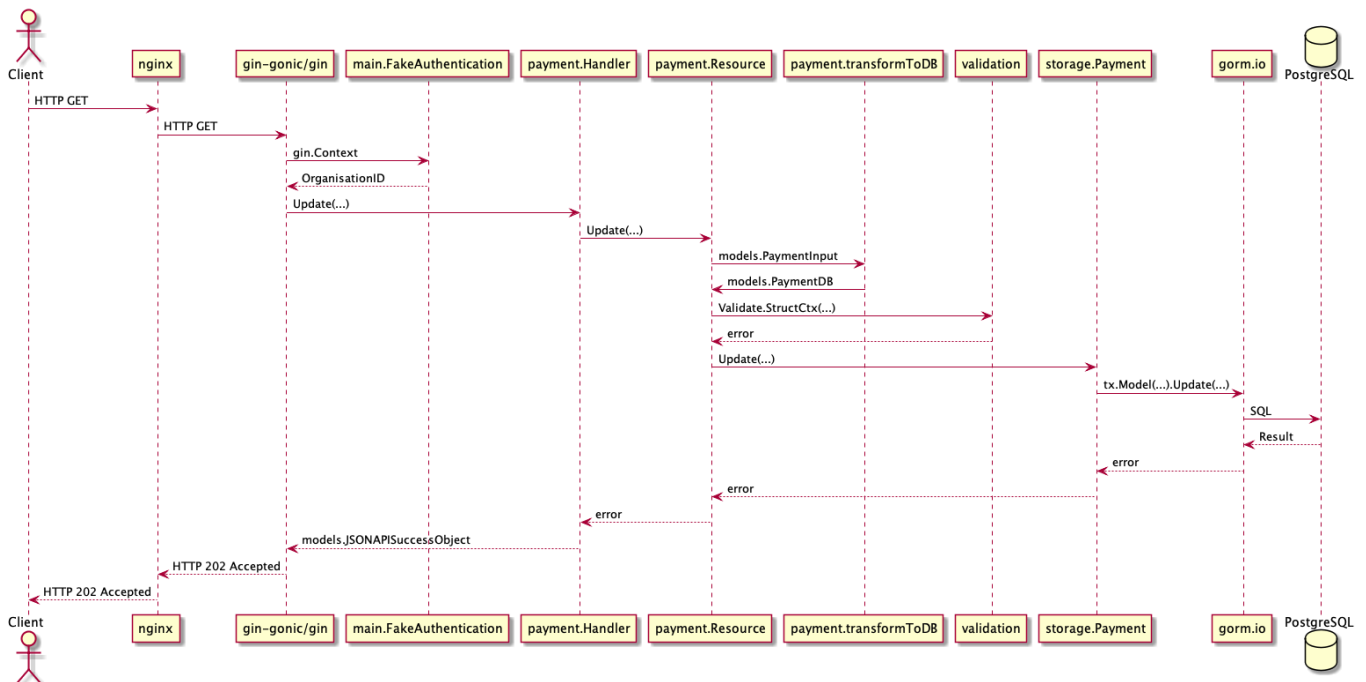 Client
nginx
gin-gonic/gin
main.FakeAuthentication
payment.Handler
payment.Resource
payment.transformToDB
validation
storage.Payment
gorm.io
PostgreSQL
HTTP GET
HTTP GET
gin.Context
OrganisationID
Update(...)
Update(...)
models.PaymentInput
models.PaymentDB
Validate.StructCtx(...)
error
Update(...)
tx.Model(...).Update(...)
SQL
Result
error
error
error
models.JSONAPISuccessObject
HTTP 202 Accepted
HTTP 202 Accepted
Client
nginx
gin-gonic/gin
main.FakeAuthentication
payment.Handler
payment.Resource
payment.transformToDB
validation
storage.Payment
gorm.io
PostgreSQL